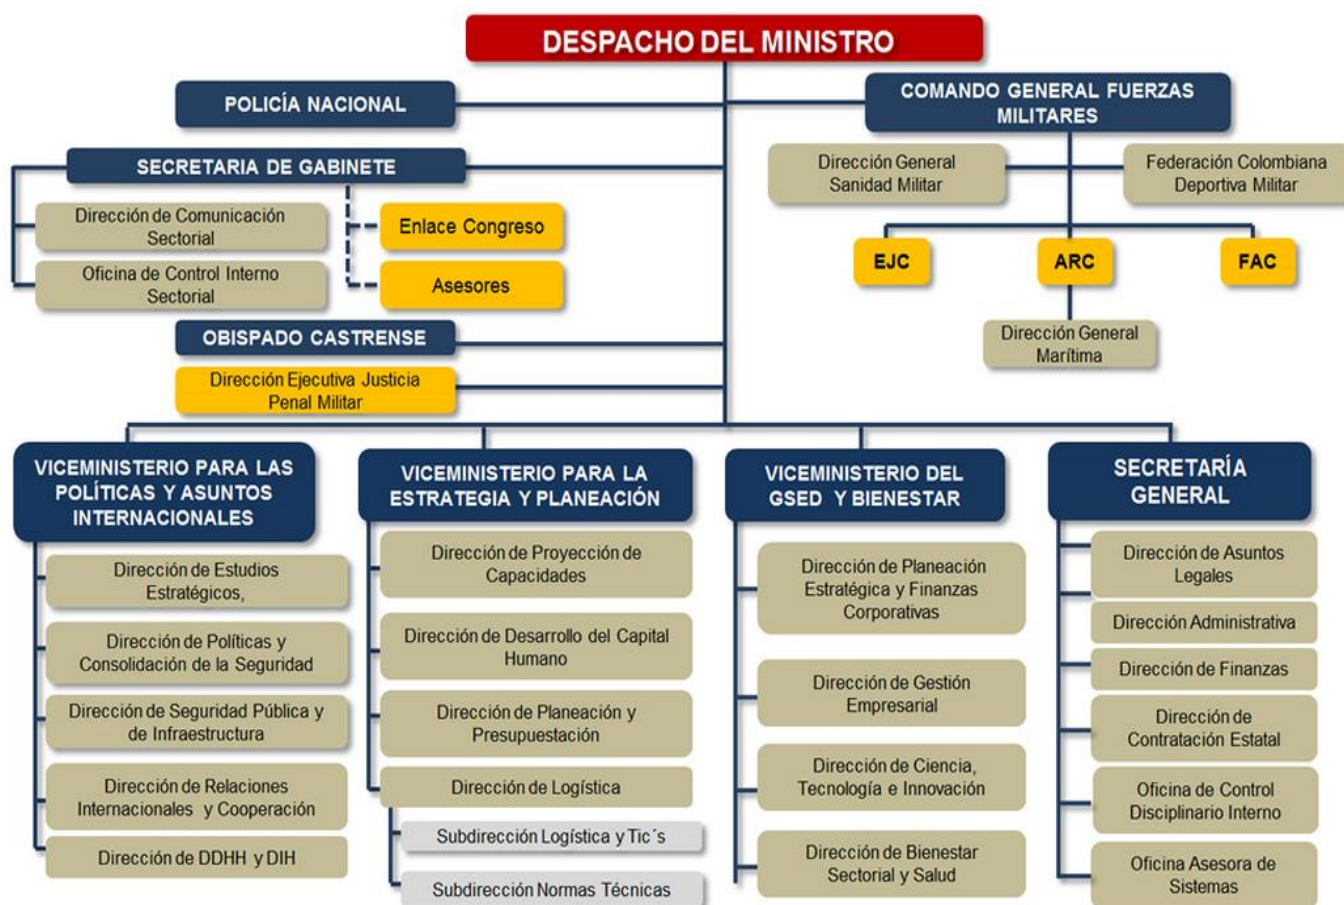 DESPACHO DEL MINISTRO
POLICÍA NACIONAL
COMANDO GENERAL FUERZAS
MILITARES
SECRETARIA DE GABINETE
Dirección General
Sanidad Militar
Federación Colombiana
Deportiva Militar
Dirección de Comunicación
Sectorial
Enlace Congreso
Oficina de Control Interno
Sectorial
Asesores
EJC
ARC
FAC
Dirección General
Marítima
OBISPADO CASTRENSE
Dirección Ejecutiva Justicia
Penal Militar
VICEMINISTERIO PARA LAS
POLÍTICAS Y ASUNTOS
INTERNACIONALES
Dirección de Estudios
Estratégicos,
Dirección de Políticas y
Consolidación de la Seguridad
Dirección de Seguridad Pública y
de Infraestructura
Dirección de Relaciones
Internacionales y Cooperación
Dirección de DDHH y DIH
VICEMINISTERIO PARA LA
ESTRATEGIA Y PLANEACIÓN
Dirección de Proyección de
Capacidades
Dirección de Desarrollo del Capital
Humano
Dirección de Planeación y
Presupuestación
Dirección de Logística
Subdirección Logística y Tic´s
Subdirección Normas Técnicas
VICEMINISTERIO DEL
GSED Y BIENESTAR
Dirección de Planeación
Estratégica y Finanzas
Corporativas
Dirección de Gestión
Empresarial
Dirección de Ciencia,
Tecnología e Innovación
Dirección de Bienestar
Sectorial y Salud
SECRETARÍA
GENERAL
Dirección de Asuntos
Legales
Dirección Administrativa
Dirección de Finanzas
Dirección de
Contratación Estatal
Oficina de Control
Disciplinario Interno
Oficina Asesora de
Sistemas